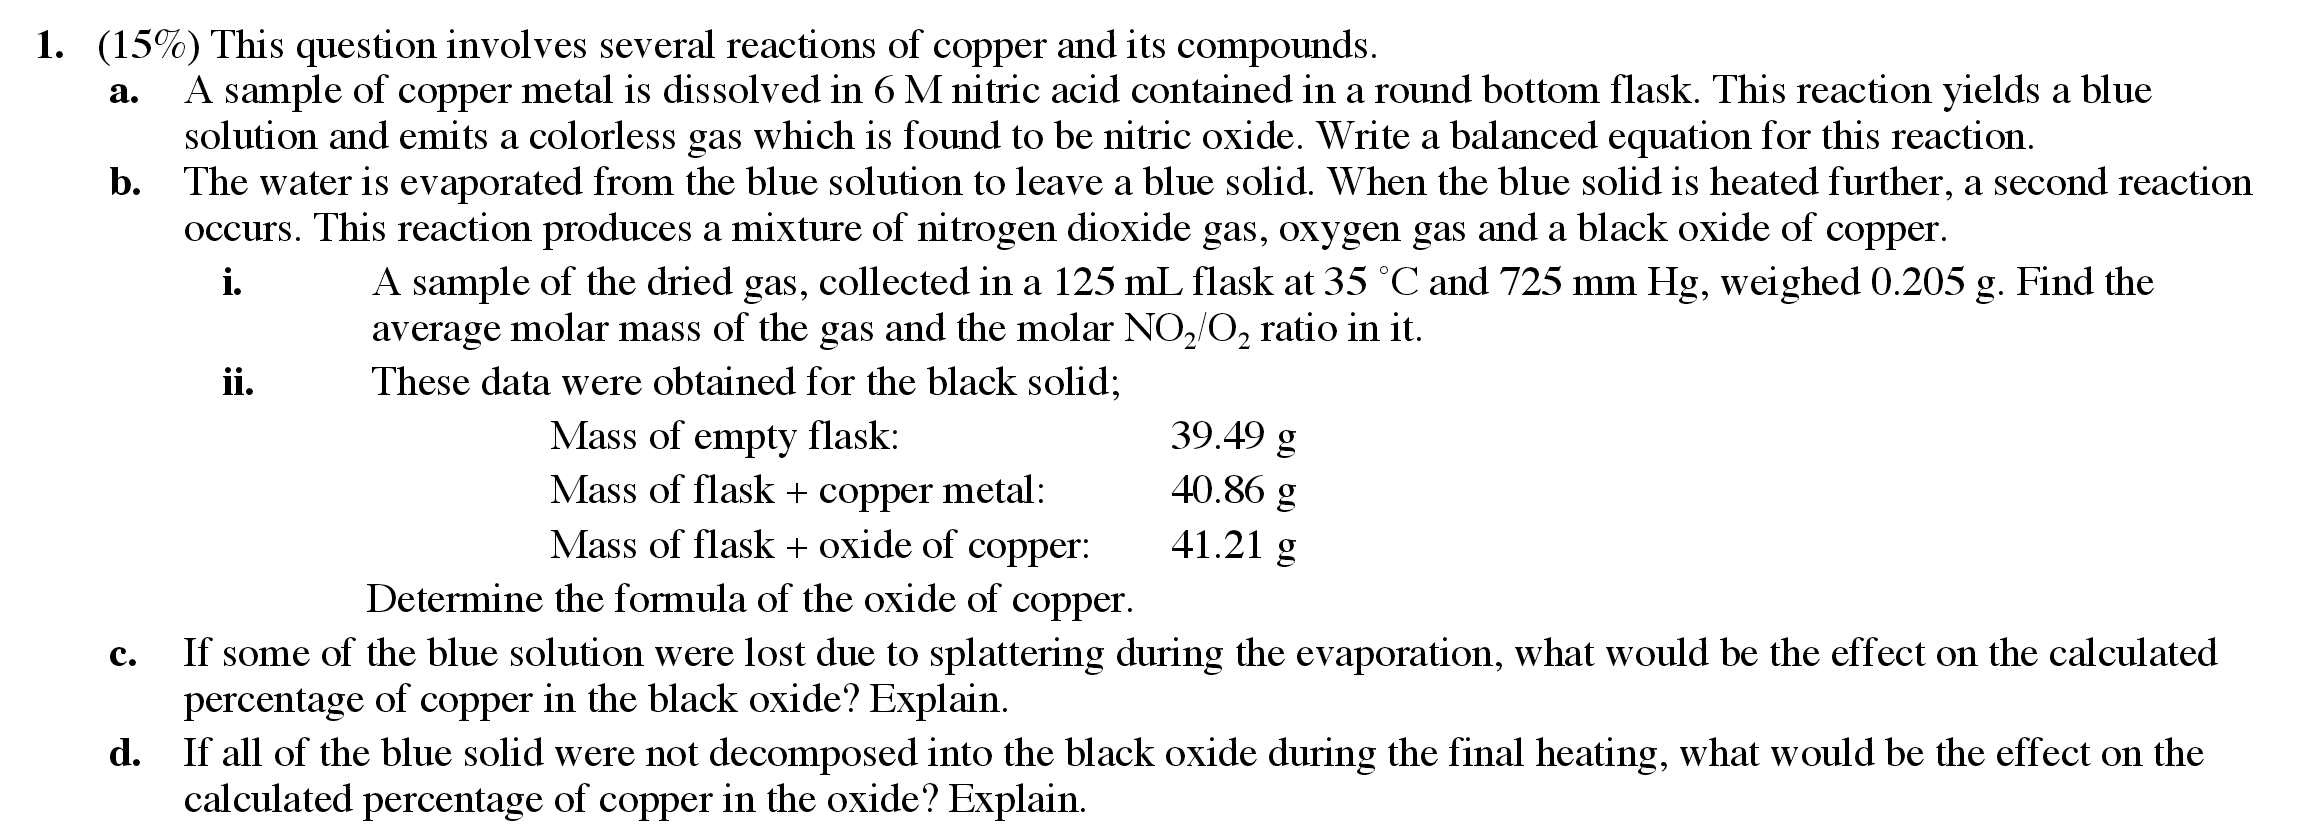 1. (15%) This question involves several reactions of copper and its compounds.
a. A sample of copper metal is dissolved in 6 M nitric acid contained in a round bottom flask. This reaction yields a blue
solution and emits a colorless gas which is found to be nitric oxide. Write a balanced equation for this reaction.
b. The water is evaporated from the blue solution to leave a blue solid. When the blue solid is heated further, a second reaction
occurs. This reaction produces a mixture of nitrogen dioxide gas, oxygen gas and a black oxide of copper.
i. A sample of the dried gas, collected in a 125 mL flask at 35 ˚C and 725 mm Hg, weighed 0.205 g. Find the
average molar mass of the gas and the molar NO₂/O₂ ratio in it.
ii. These data were obtained for the black solid;
Mass of empty flask: 39.49 g
Mass of flask + copper metal: 40.86 g
Mass of flask + oxide of copper: 41.21 g
Determine the formula of the oxide of copper.
c. If some of the blue solution were lost due to splattering during the evaporation, what would be the effect on the calculated
percentage of copper in the black oxide? Explain.
d. If all of the blue solid were not decomposed into the black oxide during the final heating, what would be the effect on the
calculated percentage of copper in the oxide? Explain.